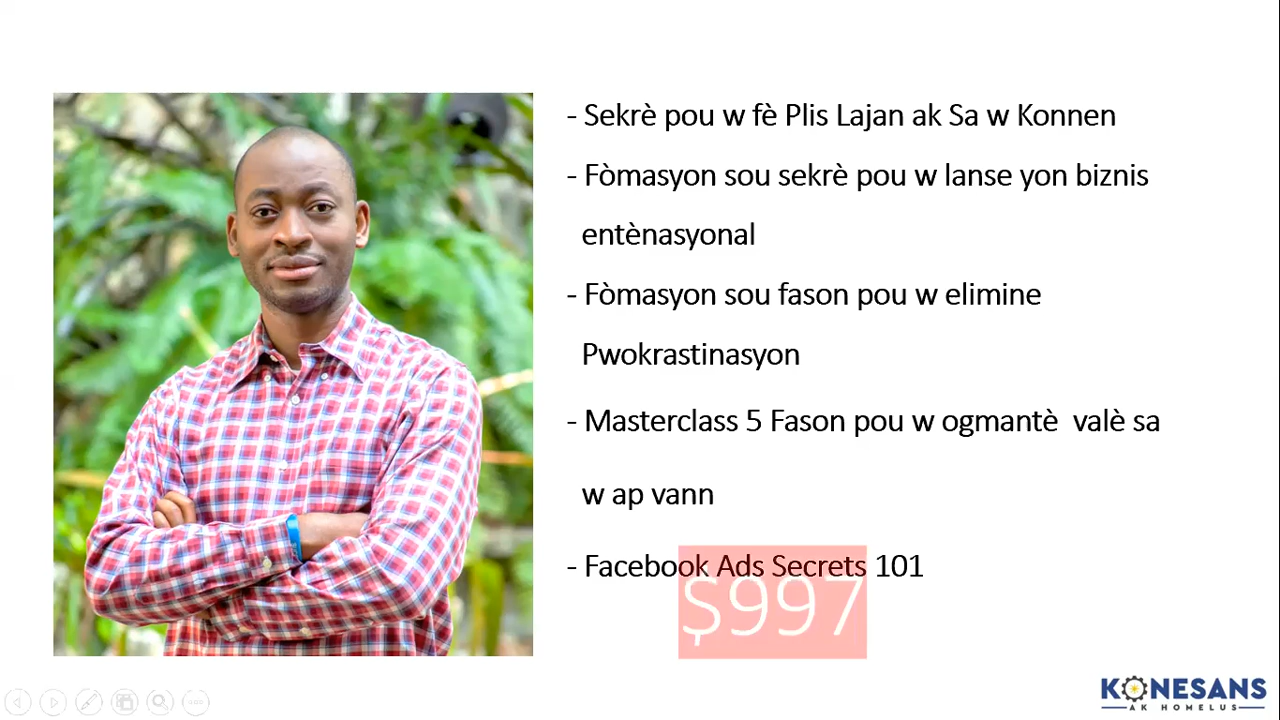 - Sekrè pou w fè Plis Lajan ak Sa w Konnen
- Fòmasyon sou sekrè pou w lanse yon biznis
entènasyonal
- Fòmasyon sou fason pou w elimine
Pwokrastinasyon
- Masterclass 5 Fason pou w ogmantè  valè sa
w ap vann
- Facebook Ads Secrets 101
$997
KONESANS
AK HOMELUS